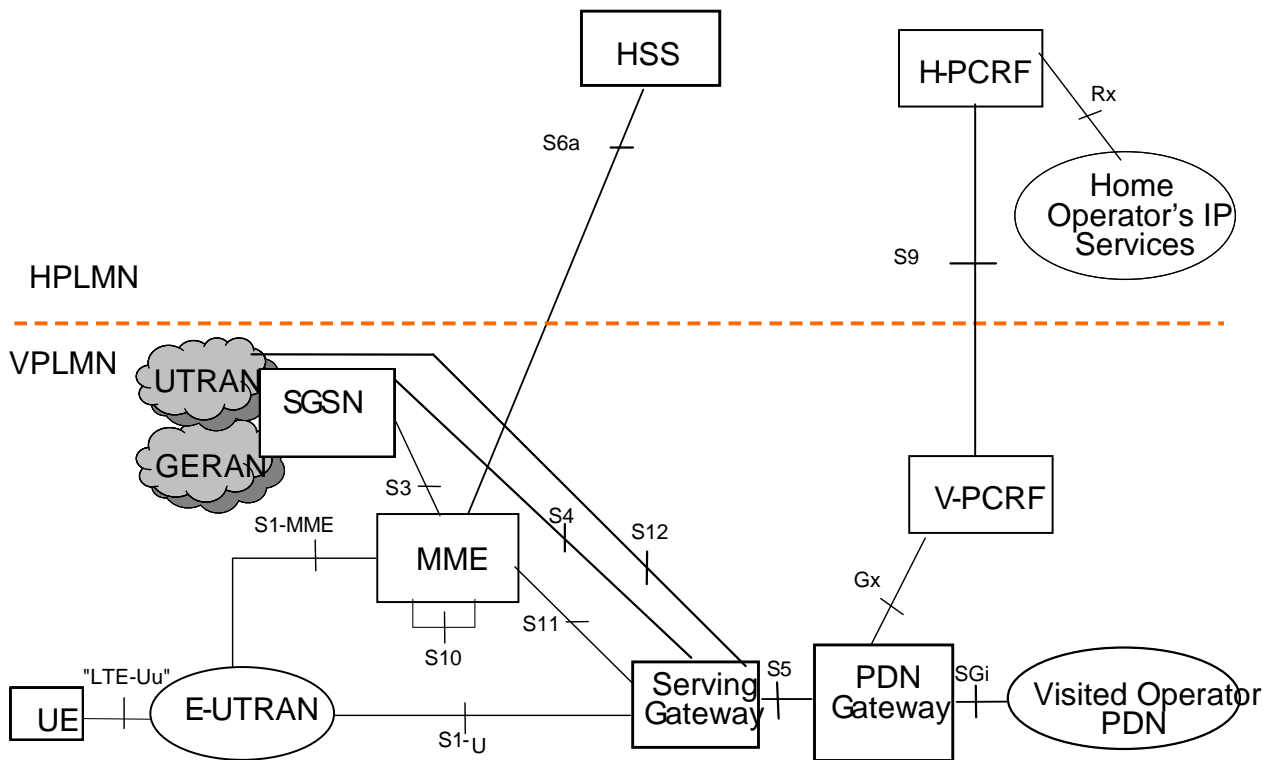 HSS
H-PCRF
Rx
S6a
Home
Operator's IP
Services
S9
HPLMN
VPLMN
UTRAN
SGSN
GERAN
S3
V-PCRF
S1-MME
S4
S12
MME
Gx
S11
S10
"LTE-Uu"
S5
SGi
UE
E-UTRAN
Serving
Gateway
PDN
Gateway
Visited Operator
PDN
S1-U